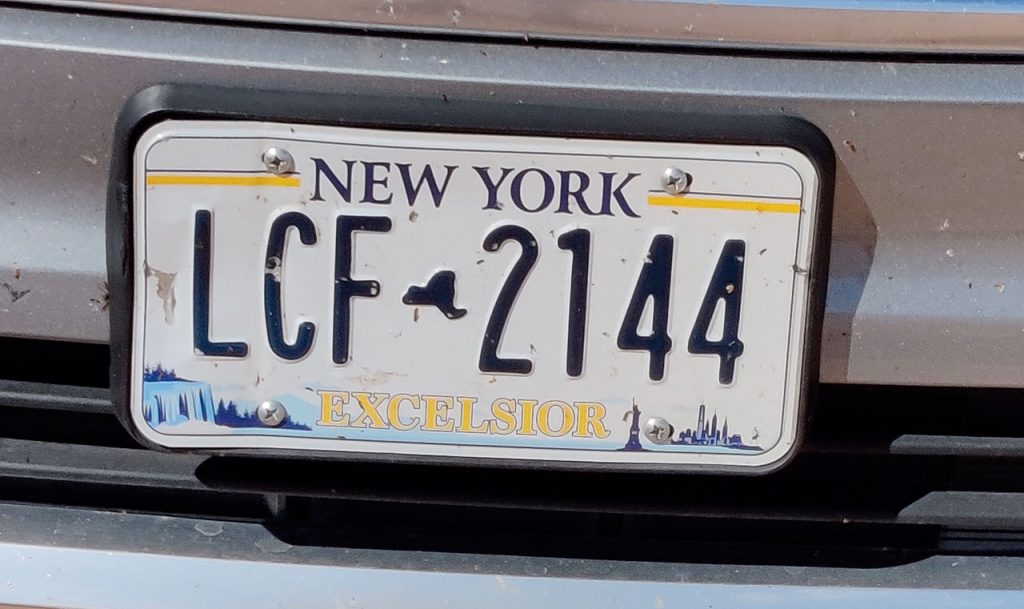 NEW YORK
LCF 2144
EXCELSIOR